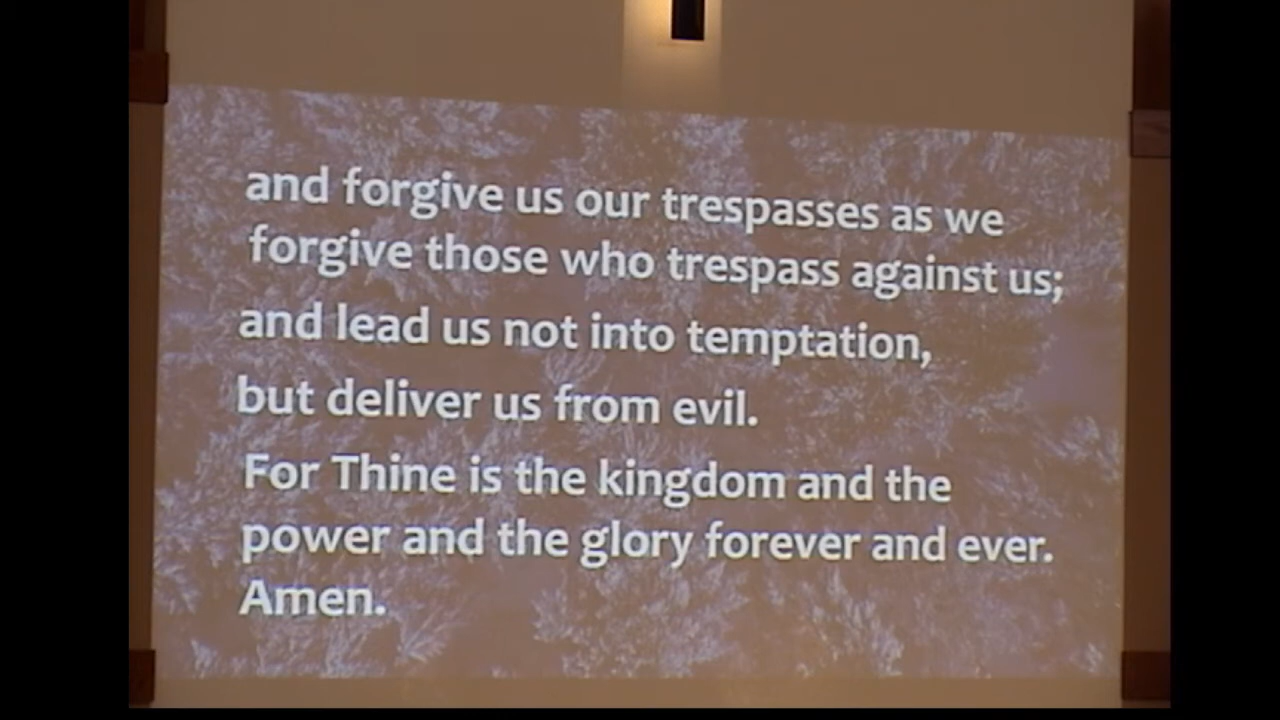 and forgive us our trespasses as we
forgive those who trespass against us;
and lead us not into temptation,
but deliver us from evil.
For Thine is the kingdom and the
power and the glory forever and ever.
Amen.